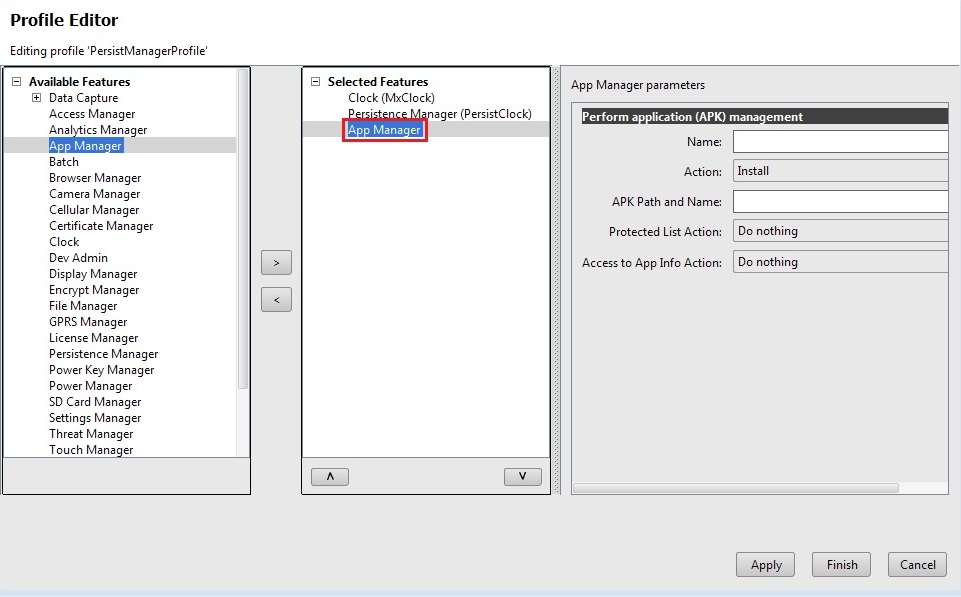 Profile Editor
Editing profile 'PersistManagerProfile'
Available Features
Data Capture
Access Manager
Analytics Manager
App Manager
Batch
Browser Manager
Camera Manager
Cellular Manager
Certificate Manager
Clock
Dev Admin
Display Manager
Encrypt Manager
File Manager
GPRS Manager
License Manager
Persistence Manager
Power Key Manager
Power Manager
SD Card Manager
Settings Manager
Threat Manager
Touch Manager
>
<
Selected Features
Clock (MxClock)
Persistence Manager (PersistClock)
App Manager
App Manager parameters
Perform application (APK) management
Name:
Action: Install
APK Path and Name:
Protected List Action: Do nothing
Access to App Info Action: Do nothing
Apply Finish Cancel